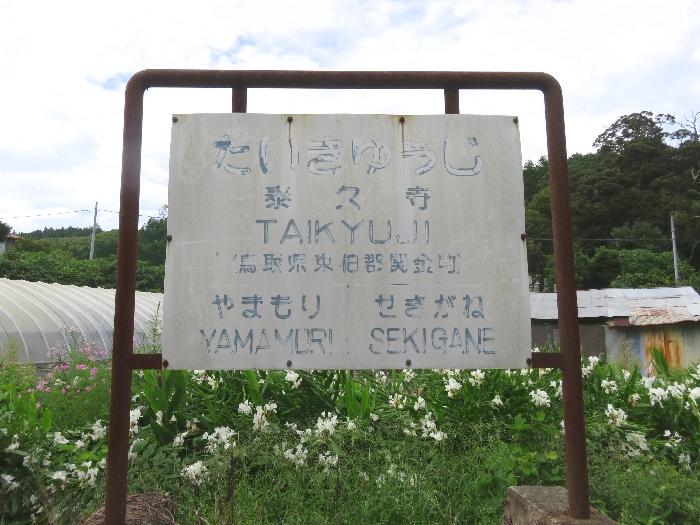 たいきゅうじ
泰久寺
TAIKYUJI
(鳥取県東伯郡関金町)
やまもり せきがね
YAMAMORI SEKIGANE